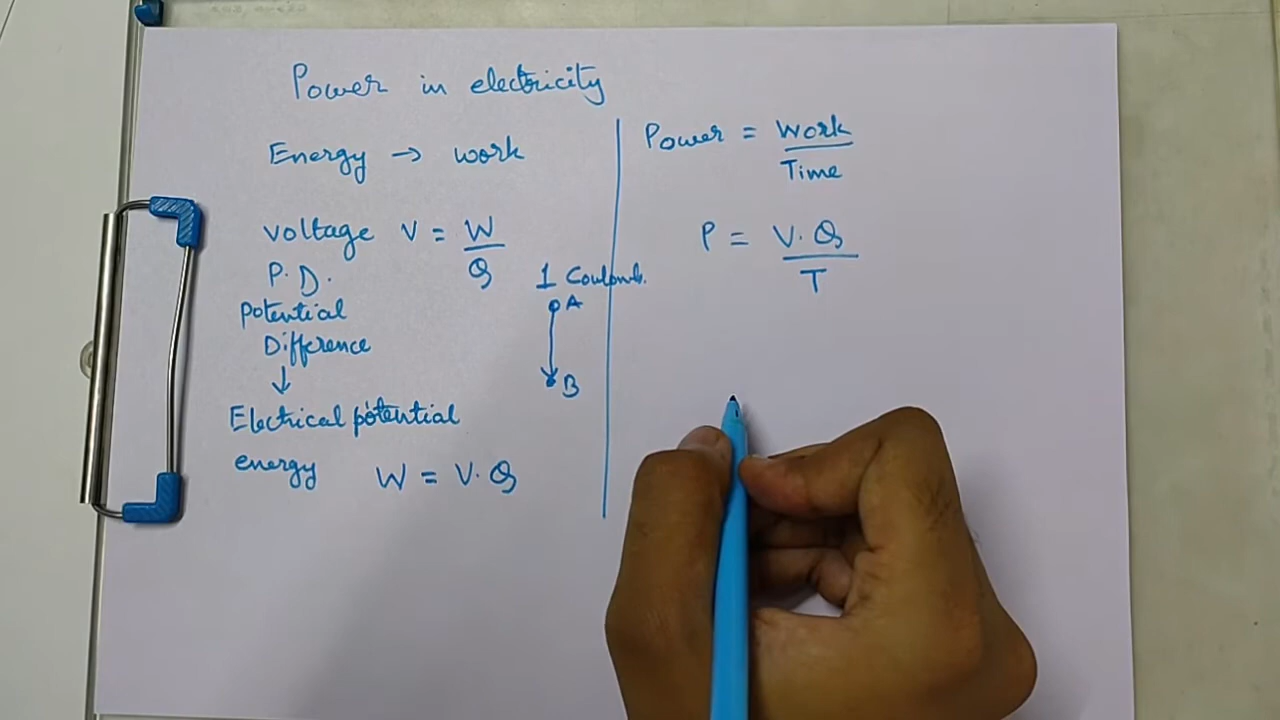 Power in electricity
Energy → work
Voltage V = W/Q
P.D.
potential
Difference
↓
Electrical potential
energy
W = V.Q
1 Coulomb.
A
B
Power = Work/Time
P = V.Q/T